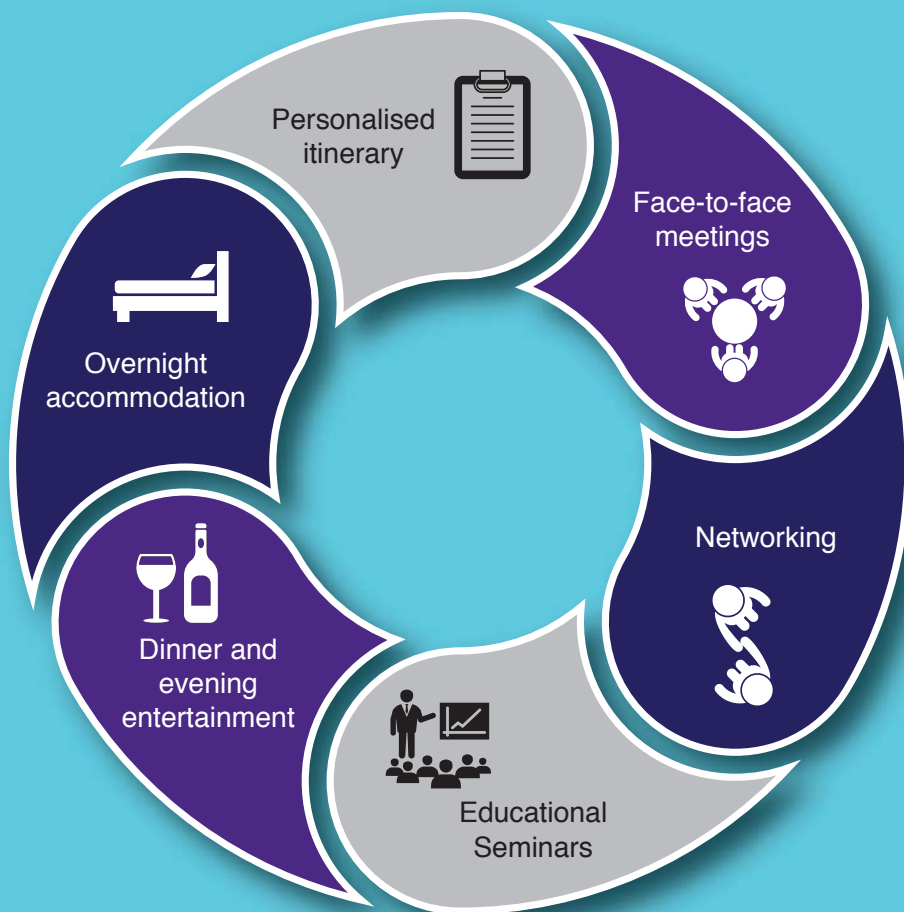 Personalised
itinerary
Face-to-face
meetings
Networking
Educational
Seminars
Dinner and
evening
entertainment
Overnight
accommodation